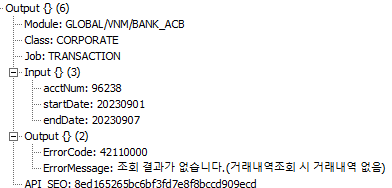 Output {} (6)
Module: GLOBAL/VNM/BANK_ACB
Class: CORPORATE
Job: TRANSACTION
Input {} (3)
acctNum: 96238
startDate: 20230901
endDate: 20230907
Output {} (2)
ErrorCode: 42110000
ErrorMessage: 조회 결과가 없습니다.(거래내역조회 시 거래내역 없음)
API_SEQ: 8ed165265bc6bf3fd7e8f8bccd909ecd